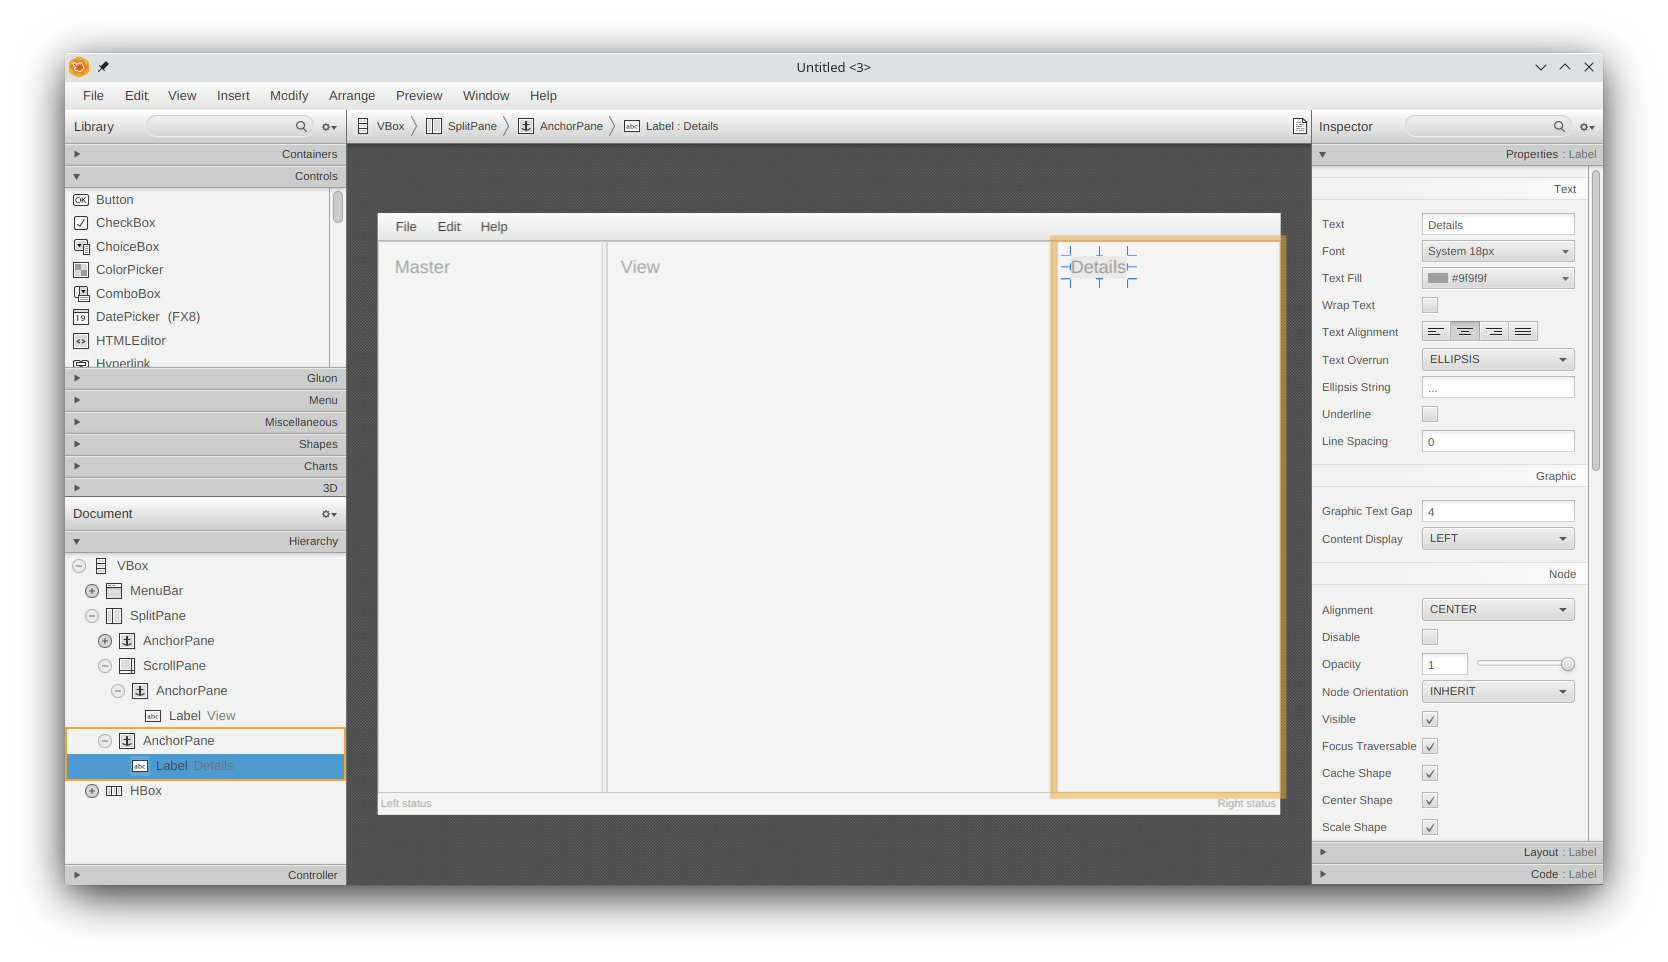 Untitled <3>
File Edit View Insert Modify Arrange Preview Window Help
Library
Containers
Controls
OK Button
CheckBox
ChoiceBox
ColorPicker
ComboBox
19 DatePicker (FX8)
HTMLEditor
Hyperlink
Gluon
Menu
Miscellaneous
Shapes
Charts
3D
Document
Hierarchy
VBox
MenuBar
SplitPane
AnchorPane
ScrollPane
AnchorPane
abc Label View
AnchorPane
abc Label Details
HBox
Controller
VBox SplitPane AnchorPane abc Label : Details
File Edit Help
Master View Details
Left status Right status
Inspector
Properties : Label
Text
Text Details
Font System 18px
Text Fill #9f9f9f
Wrap Text
Text Alignment
Text Overrun ELLIPSIS
Ellipsis String ...
Underline
Line Spacing 0
Graphic
Graphic Text Gap 4
Content Display LEFT
Node
Alignment CENTER
Disable
Opacity 1
Node Orientation INHERIT
Visible
Focus Traversable
Cache Shape
Center Shape
Scale Shape
Layout : Label
Code : Label